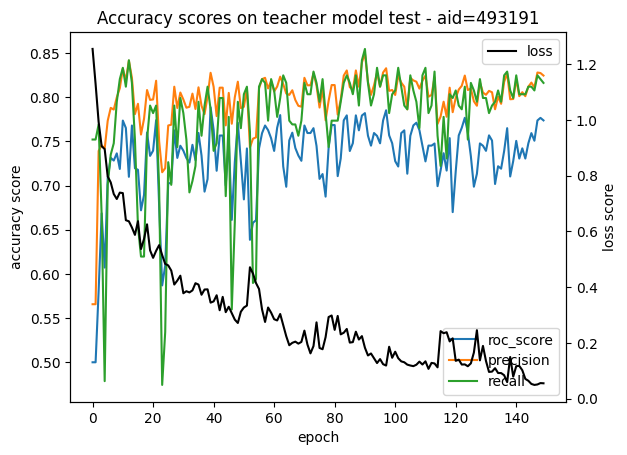 Accuracy scores on teacher model test - aid=493191
loss
accuracy score
0.85
0.80
0.75
0.70
0.65
0.60
0.55
0.50
1.2
1.0
0.8
0.6
0.4
0.2
0.0
loss score
roc_score
precision
recall
0
20
40
60
80
100
120
140
epoch